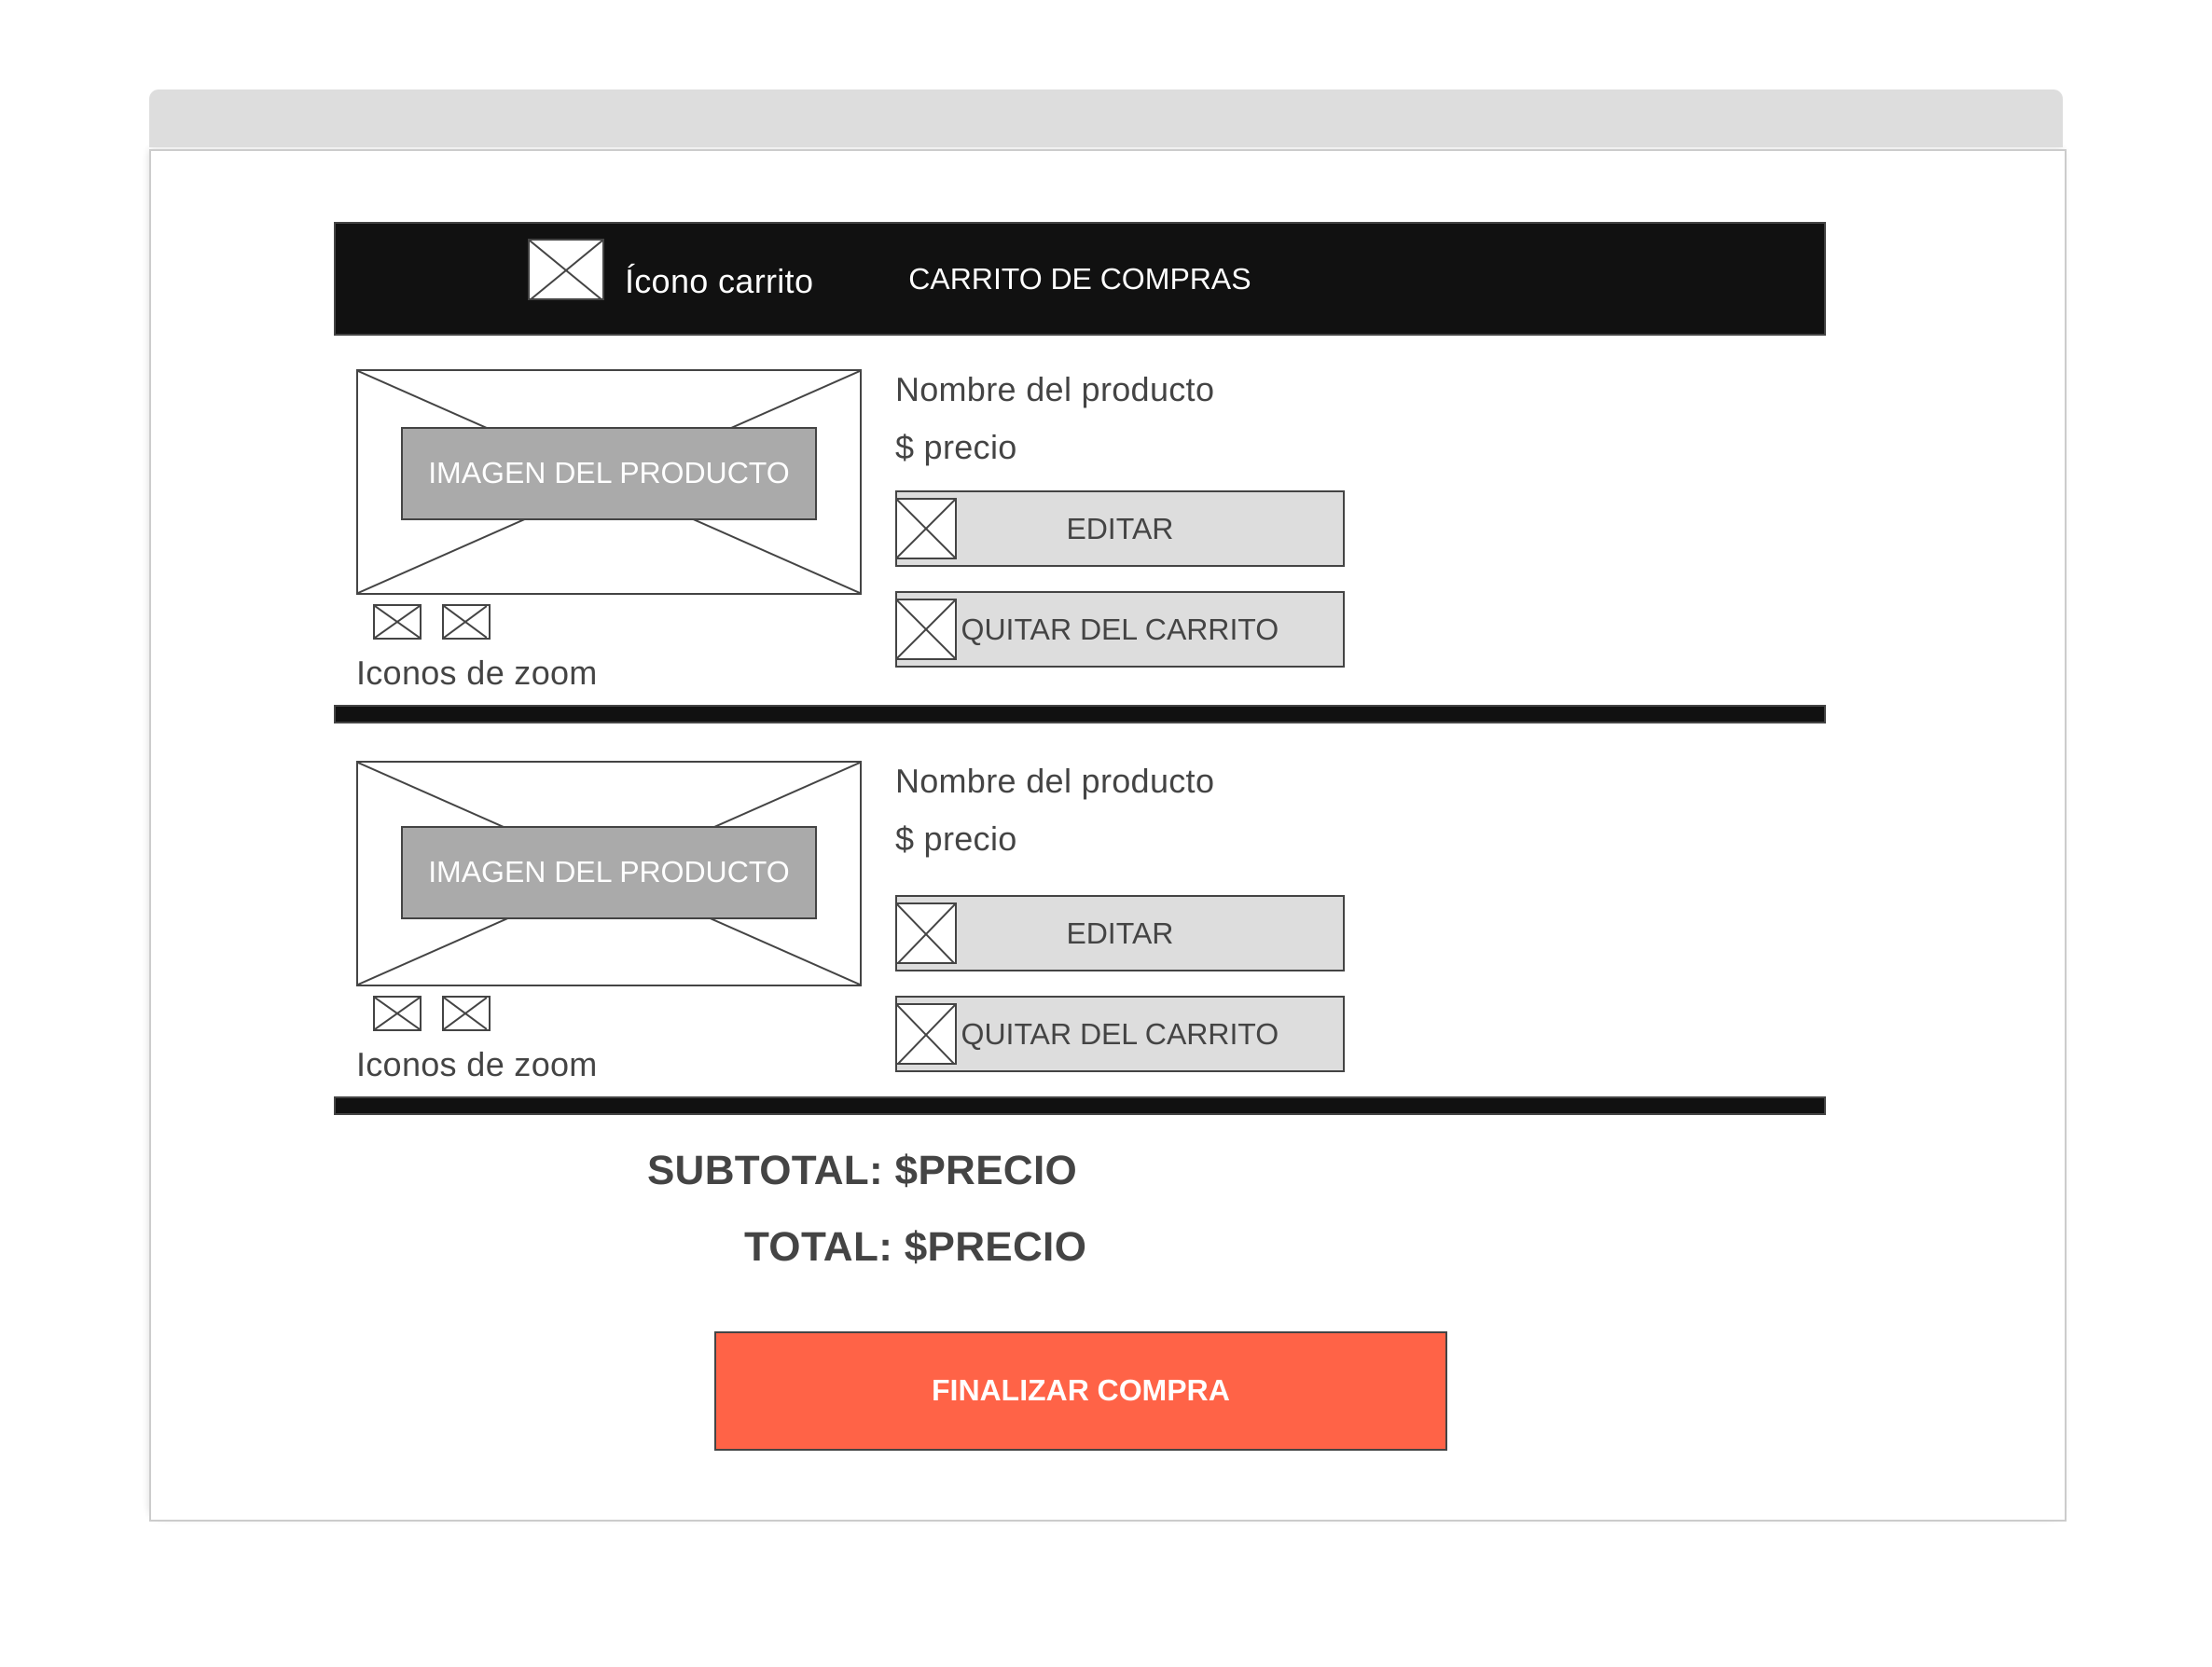 Ícono carrito
CARRITO DE COMPRAS
IMAGEN DEL PRODUCTO
Iconos de zoom
Nombre del producto
$ precio
EDITAR
QUITAR DEL CARRITO
IMAGEN DEL PRODUCTO
Iconos de zoom
Nombre del producto
$ precio
EDITAR
QUITAR DEL CARRITO
SUBTOTAL: $PRECIO
TOTAL: $PRECIO
FINALIZAR COMPRA